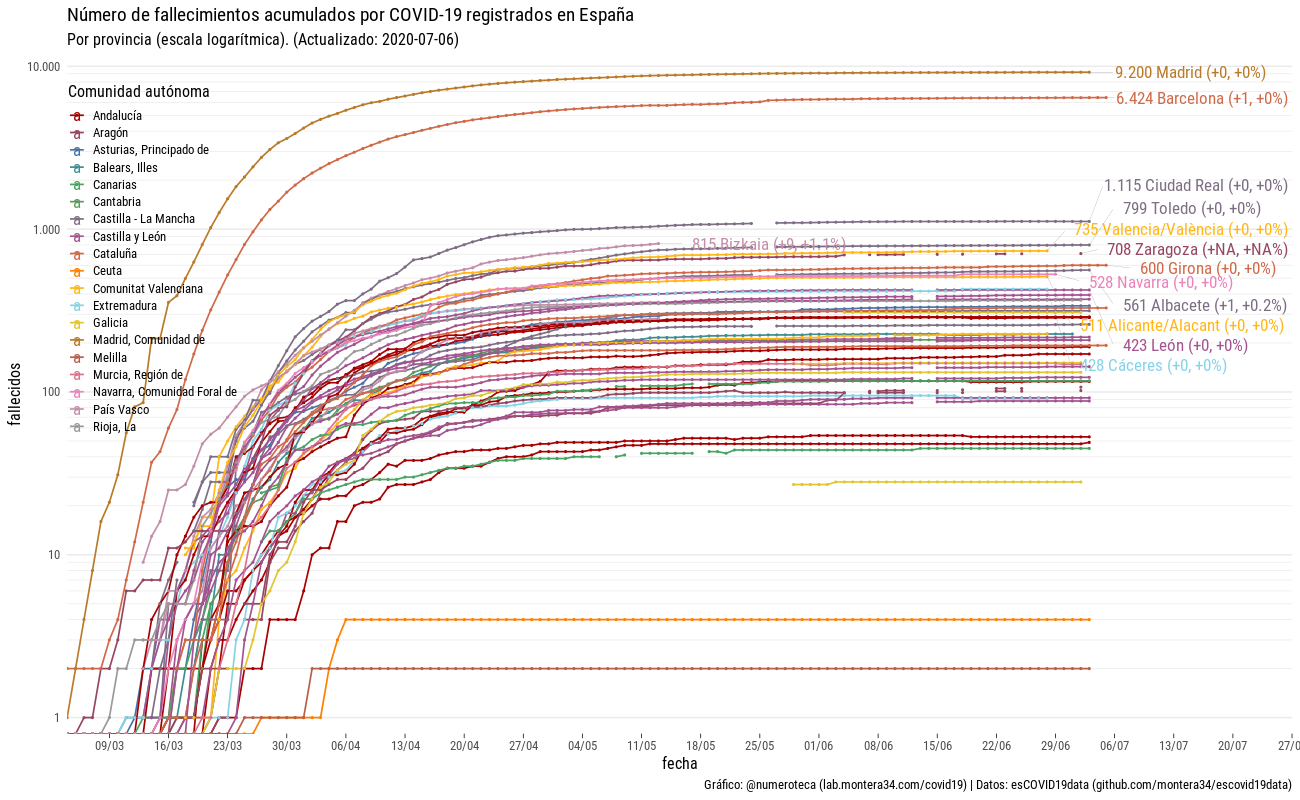 Número de fallecimientos acumulados por COVID-19 registrados en España
Por provincia (escala logarítmica). (Actualizado: 2020-07-06)
10.000
1.000
100
10
1
fallecidos
Comunidad autónoma
Andalucía
Aragón
Asturias, Principado de
Balears, Illes
Canarias
Cantabria
Castilla - La Mancha
Castilla y León
Cataluña
Ceuta
Comunitat Valenciana
Extremadura
Galicia
Madrid, Comunidad de
Melilla
Murcia, Región de
Navarra, Comunidad Foral de
País Vasco
Rioja, La
9.200 Madrid (+0, +0%)
6.424 Barcelona (+1, +0%)
1.115 Ciudad Real (+0, +0%)
799 Toledo (+0, +0%)
735 Valencia/València (+0, +0%)
815 Bizkaia (+9, +1.1%)
708 Zaragoza (+NA, +NA%)
600 Girona (+0, +0%)
528 Navarra (+0, +0%)
561 Albacete (+1, +0.2%)
511 Alicante/Alacant (+0, +0%)
423 León (+0, +0%)
428 Cáceres (+0, +0%)
09/03 16/03 23/03 30/03 06/04 13/04 20/04 27/04 04/05 11/05 18/05 25/05 01/06 08/06 15/06 22/06 29/06 06/07 13/07 20/07 27/0
fecha
Gráfico: @numeroteca (lab.montera34.com/covid19) | Datos: esCOVID19data (github.com/montera34/escovid19data)